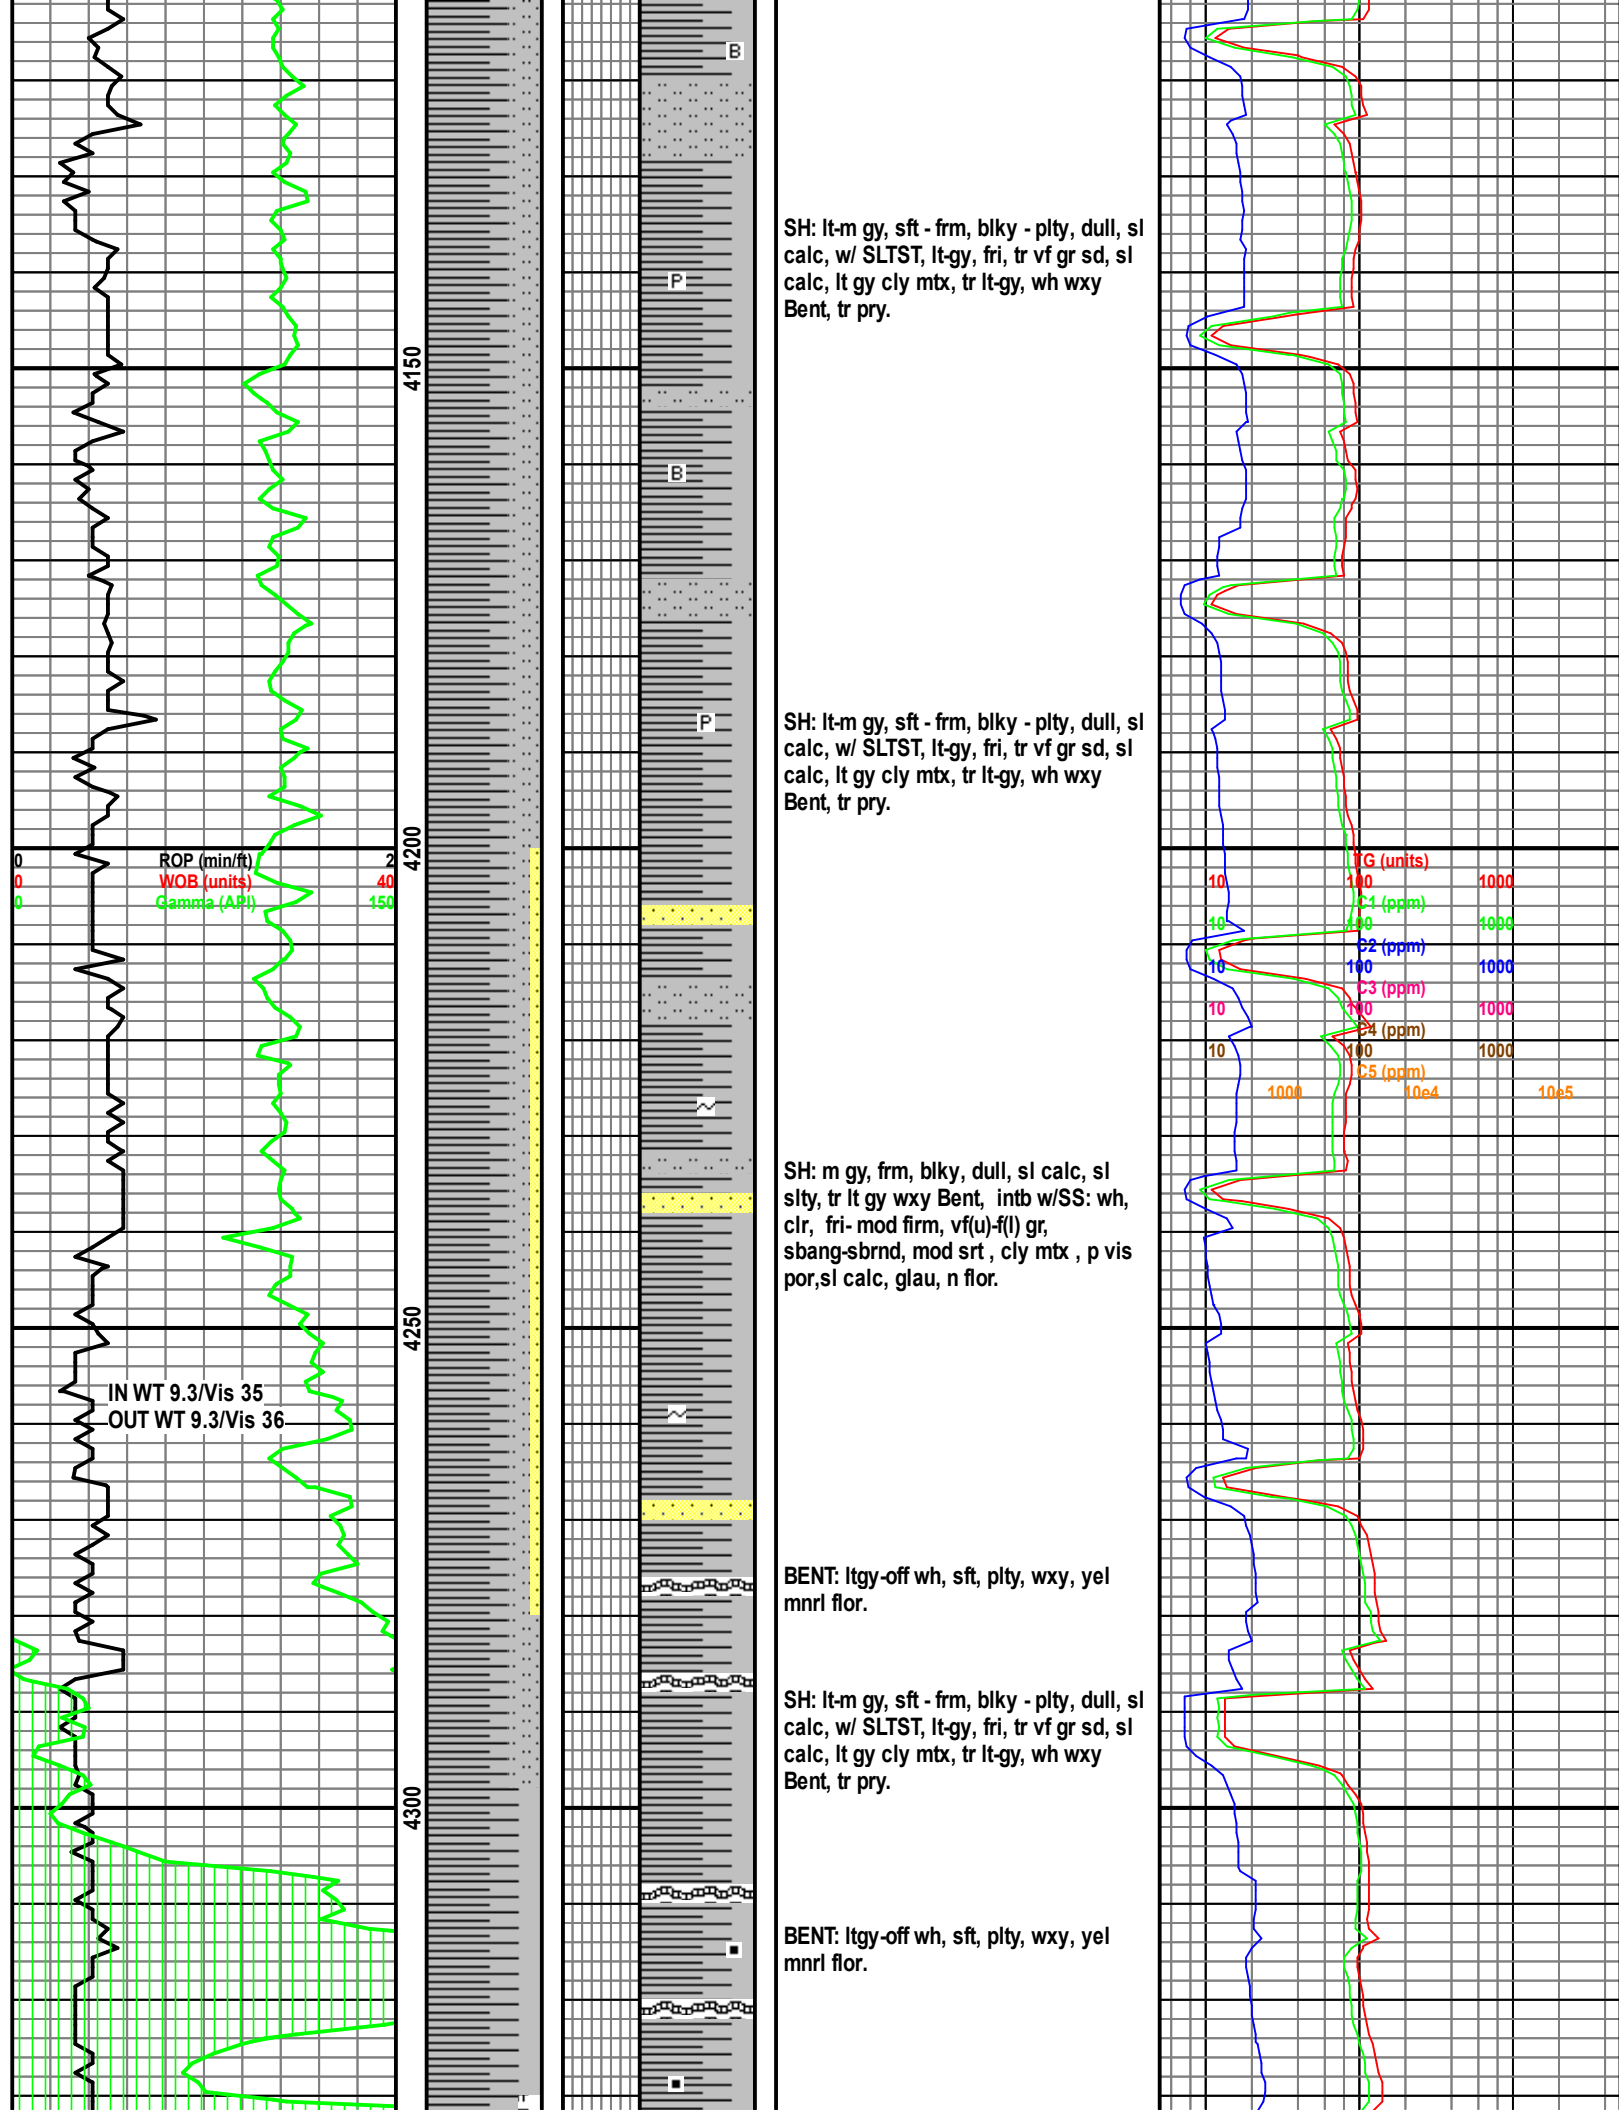 B
SH: lt-m gy, sft - frm, blky - plty, dull, sl
calc, w/ SLTST, lt-gy, fri, tr vf gr sd, sl
calc, lt gy cly mtx, tr lt-gy, wh wxy
Bent, tr pry.
P
4150
B
SH: lt-m gy, sft - frm, blky - plty, dull, sl
calc, w/ SLTST, lt-gy, fri, tr vf gr sd, sl
calc, lt gy cly mtx, tr lt-gy, wh wxy
Bent, tr pry.
P
4200
0 ROP (min/ft) 2
0 WOB (units) 40
0 Gamma (API) 150
TG (units)
10 100 1000
C1 (ppm)
10 100 1000
C2 (ppm)
10 100 1000
C3 (ppm)
10 100 1000
C4 (ppm)
10 100 1000
C5 (ppm)
1000 10e4 10e5
SH: m gy, frm, blky, dull, sl calc, sl
slty, tr lt gy wxy Bent, intb w/SS: wh,
clr, fri- mod firm, vf(u)-f(l) gr,
sbang-sbrnd, mod srt , cly mtx , p vis
por,sl calc, glau, n flor.
4250
IN WT 9.3/Vis 35
OUT WT 9.3/Vis 36
BENT: ltgy-off wh, sft, plty, wxy, yel
mnrl flor.
SH: lt-m gy, sft - frm, blky - plty, dull, sl
calc, w/ SLTST, lt-gy, fri, tr vf gr sd, sl
calc, lt gy cly mtx, tr lt-gy, wh wxy
Bent, tr pry.
4300
BENT: ltgy-off wh, sft, plty, wxy, yel
mnrl flor.